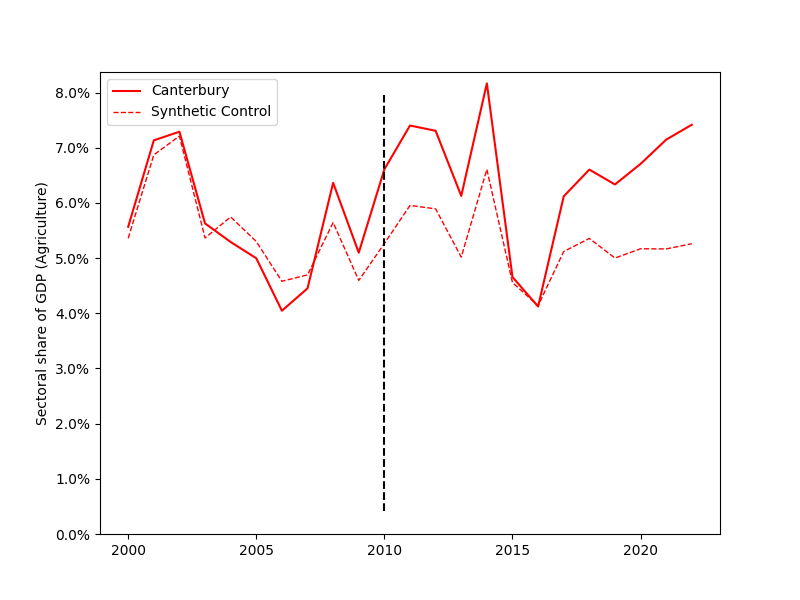 Canterbury
Synthetic Control
Sectoral share of GDP (Agriculture)
8.0%
7.0%
6.0%
5.0%
4.0%
3.0%
2.0%
1.0%
0.0%
2000 2005 2010 2015 2020